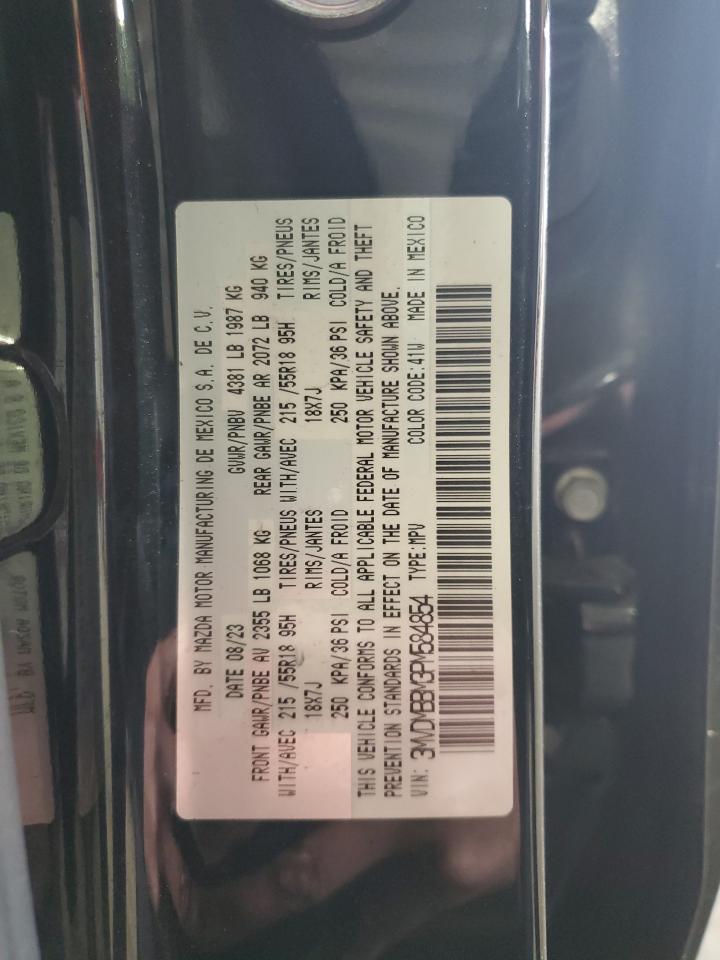 MFD. BY MAZDA MOTOR MANUFACTURING DE MEXICO S.A. DE C.V.
DATE 08/23 GVWR/PNBV 4381 LB 1987 KG
FRONT GAWR/PNBE AV 2355 LB 1068 KG REAR GAWR/PNBE AR 2072 LB 940 KG
WITH/AVEC 215 /55R18 95H TIRES/PNEUS WITH/AVEC 215 /55R18 95H TIRES/PNEUS
18X7J RIMS/JANTES 18X7J RIMS/JANTES
250 KPA/36 PSI COLD/A FROID 250 KPA/36 PSI COLD/A FROID
THIS VEHICLE CONFORMS TO ALL APPLICABLE FEDERAL MOTOR VEHICLE SAFETY AND THEFT
PREVENTION STANDARDS IN EFFECT ON THE DATE OF MANUFACTURE SHOWN ABOVE.
VIN: 3MVDMBBM3PM584854 TYPE:MPV COLOR CODE:41W MADE IN MEXICO